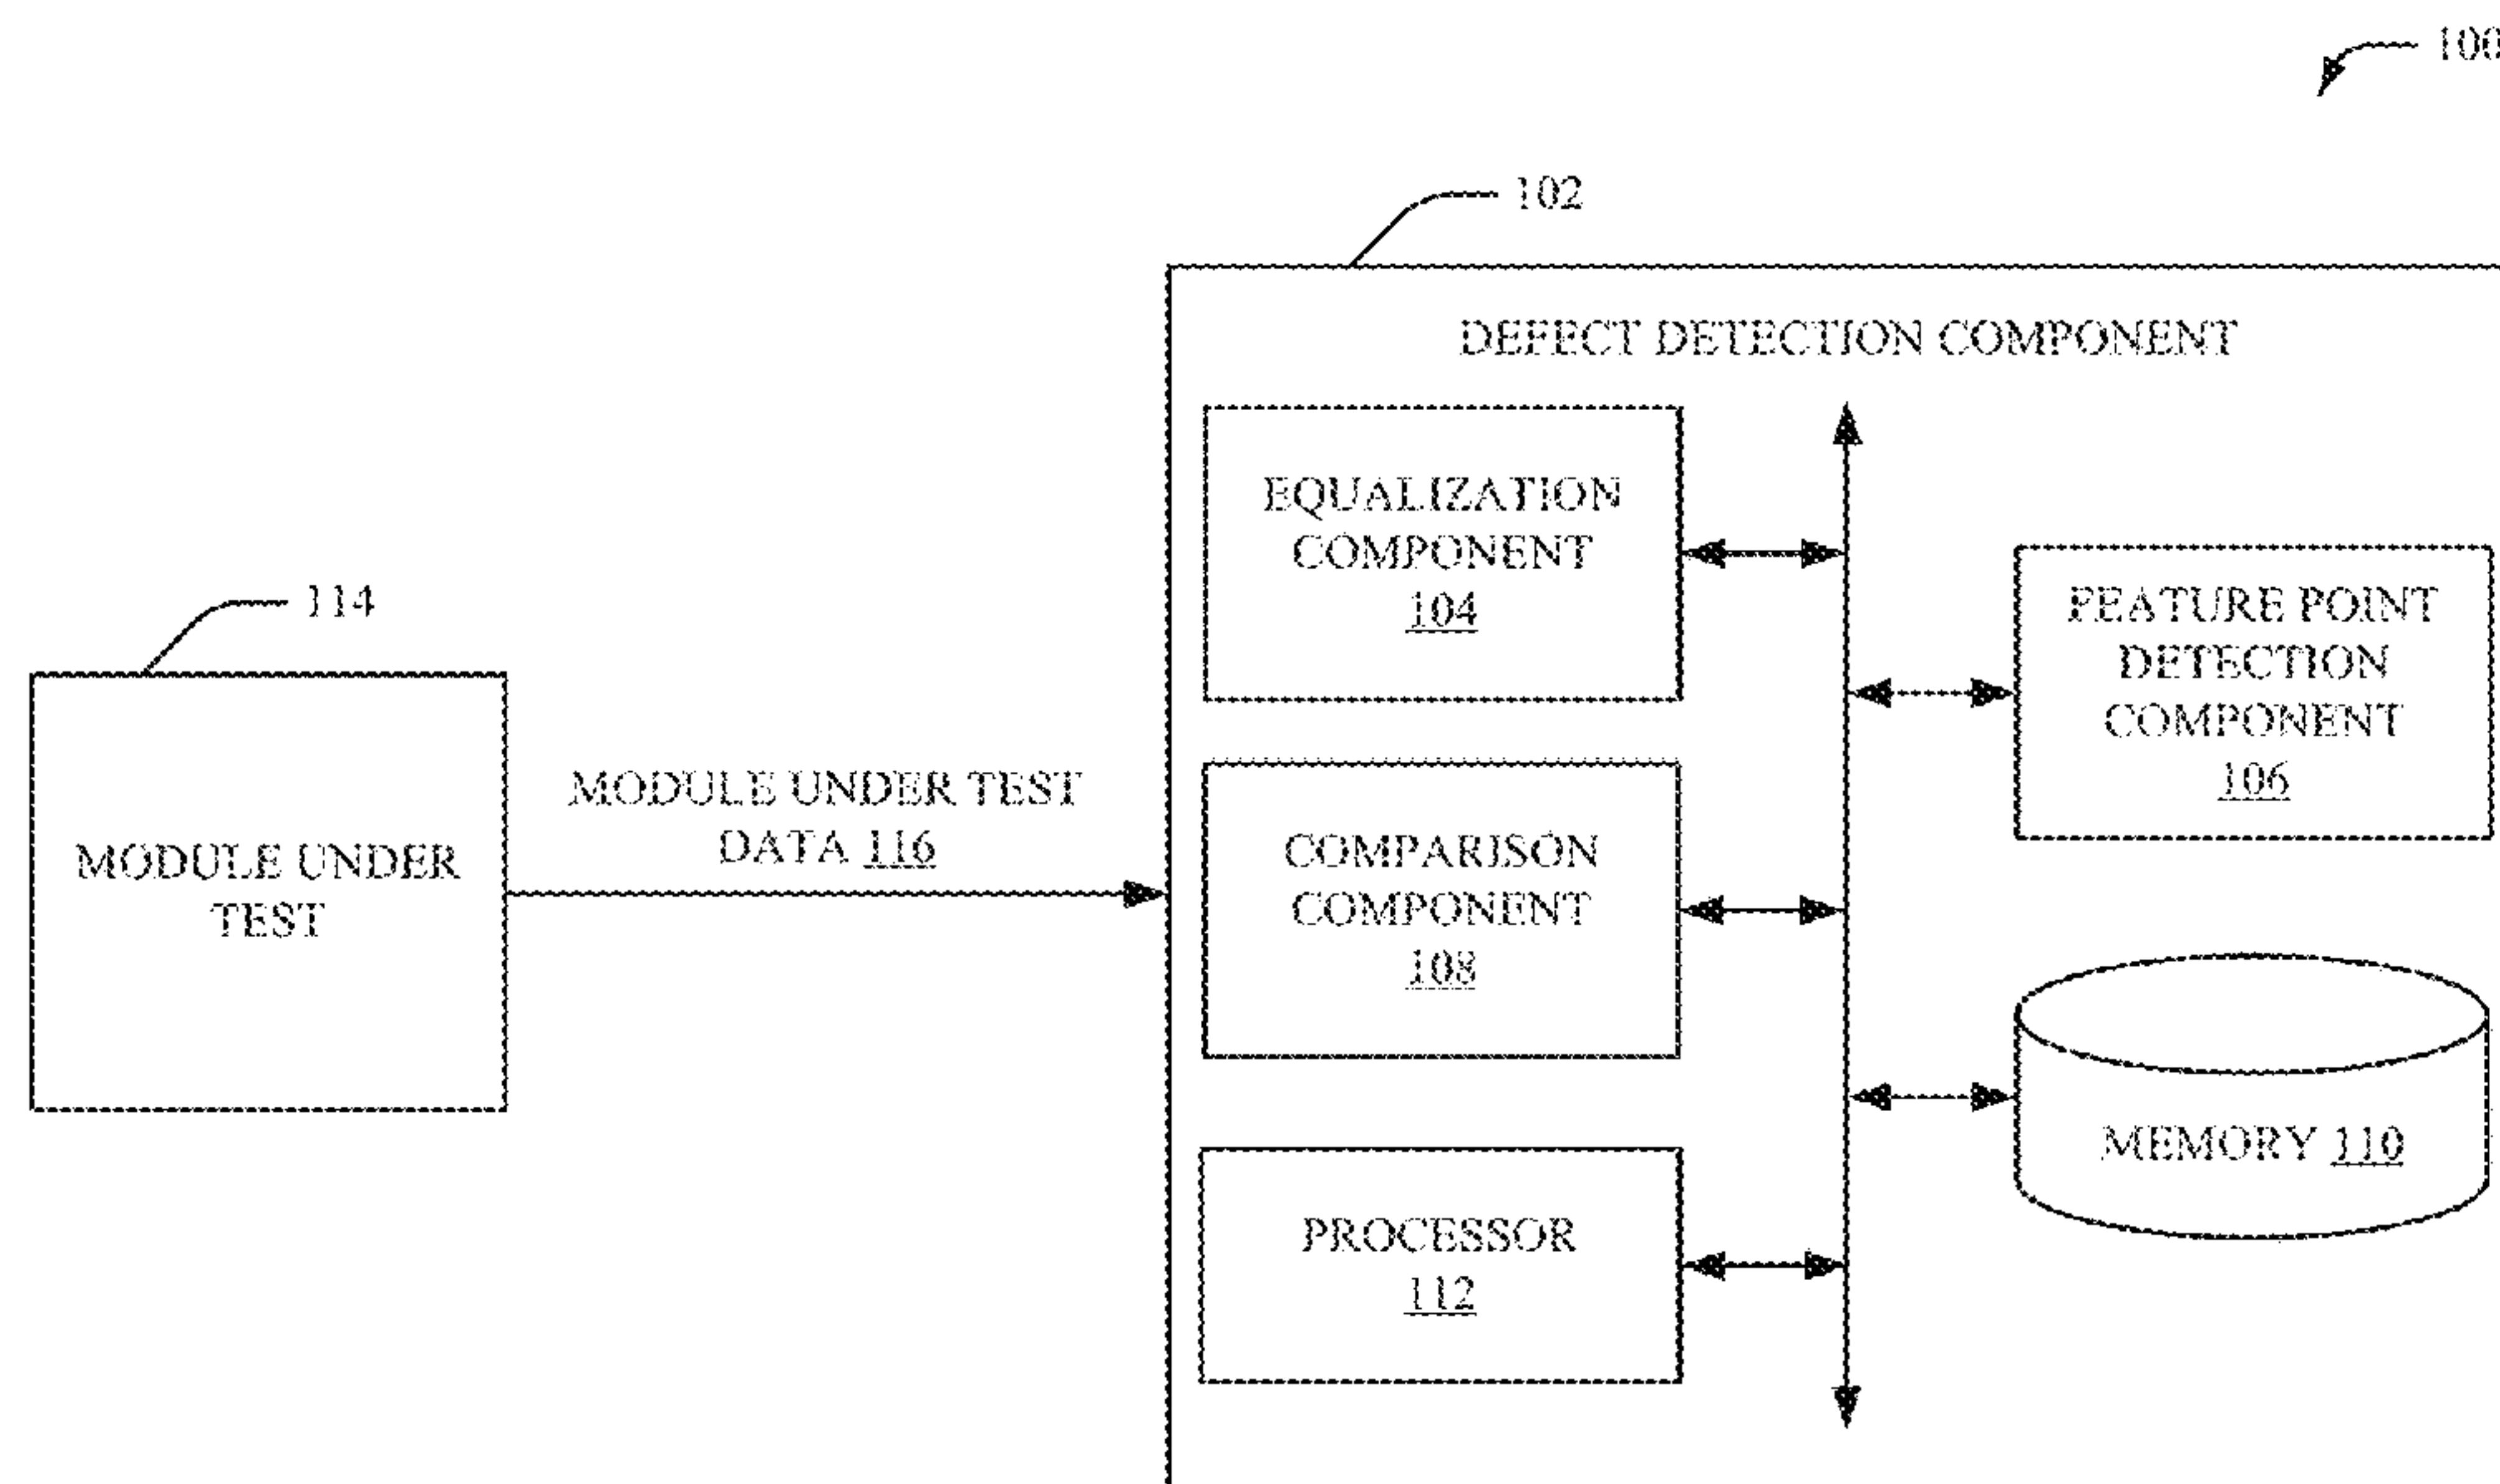 100
102
DEFECT DETECTION COMPONENT
EQUALIZATION
COMPONENT
104
FEATURE POINT
DETECTION
COMPONENT
106
114
MODULE UNDER
TEST
MODULE UNDER TEST
DATA 116
COMPARISON
COMPONENT
108
MEMORY 110
PROCESSOR
112